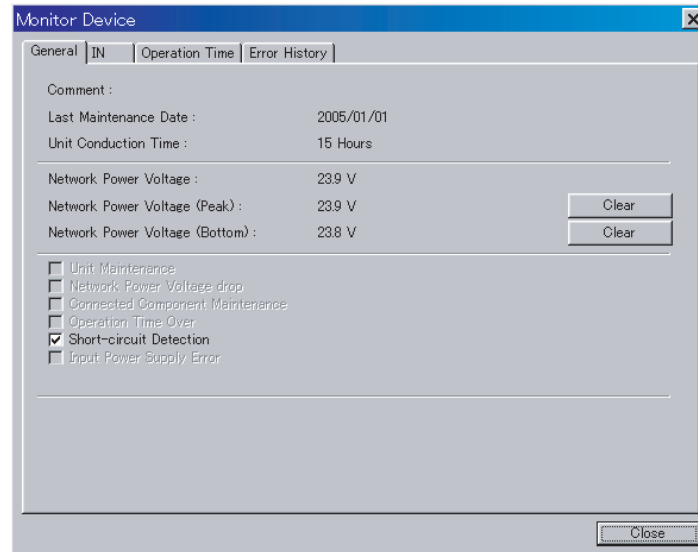 Monitor Device
General IN Operation Time Error History
Comment :
Last Maintenance Date : 2005/01/01
Unit Conduction Time : 15 Hours
Network Power Voltage : 23.9 V
Network Power Voltage (Peak) : 23.9 V Clear
Network Power Voltage (Bottom) : 23.8 V Clear
Unit Maintenance
Network Power Voltage drop
Connected Component Maintenance
Operation Time Over
Short-circuit Detection
Input Power Supply Error
Close